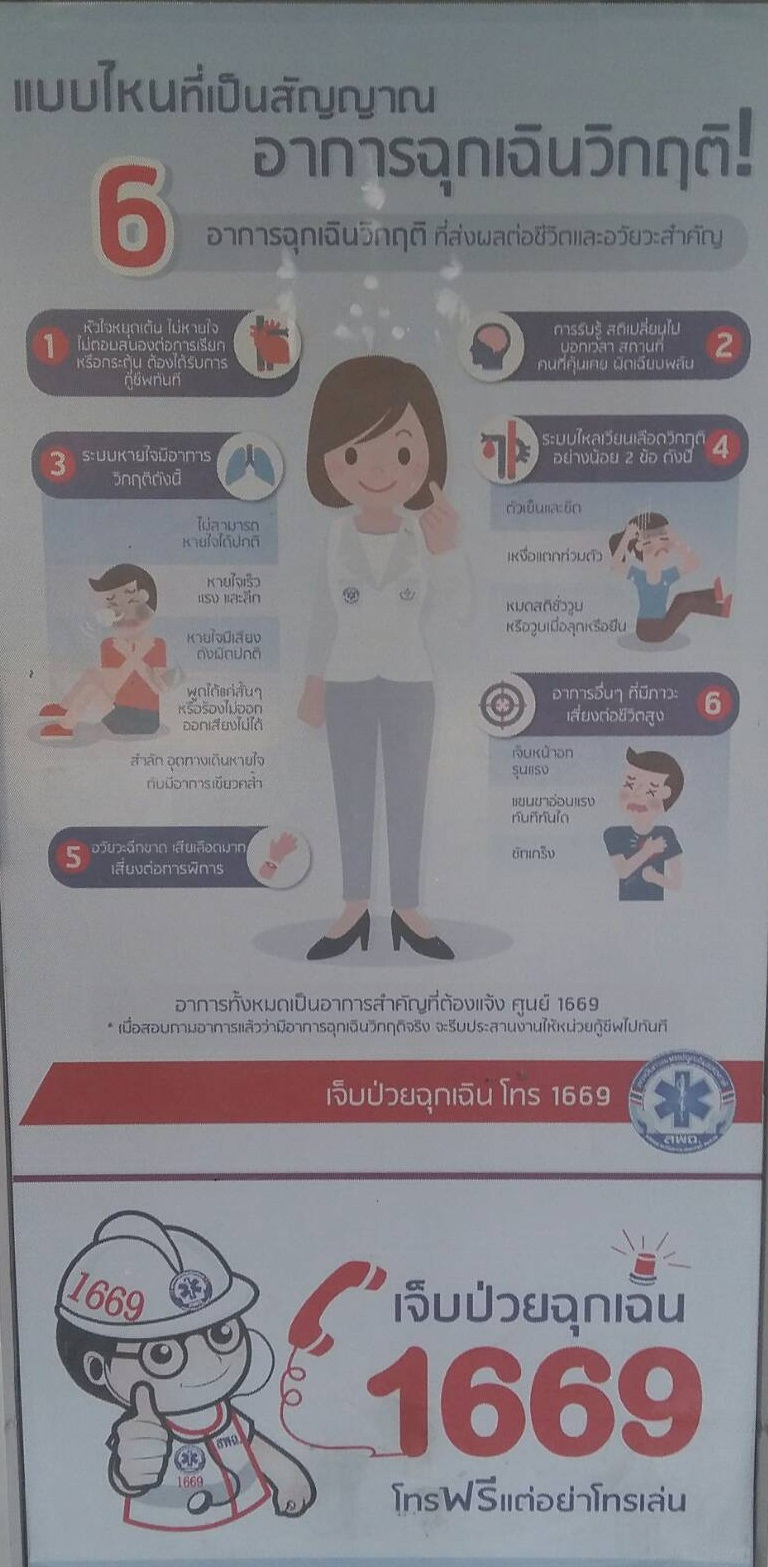 แบบไหนที่เป็นสัญญาณ
อาการฉุกเฉินวิกฤติ!
6
อาการฉุกเฉินวิกฤติ ที่ส่งผลต่อชีวิตและอวัยวะสำคัญ
1
หัวใจหยุดเต้น ไม่หายใจ
ไม่ตอบสนองต่อการเรียก
หรือกระตุ้น ต้องได้รับการ
กู้ชีพทันที
การรับรู้ สติเปลี่ยนไป
บอกเวลา สถานที่
คนที่คุ้นเคย ผิดเฉียบพลัน
2
3
ระบบหายใจมีอาการ
วิกฤติดังนี้
ไม่สามารถ
หายใจได้ปกติ
หายใจเร็ว
แรง และลึก
หายใจมีเสียง
ดังผิดปกติ
พูดได้แค่สั้นๆ
หรือร้องไม่ออก
ออกเสียงไม่ได้
สำลัก อุดทางเดินหายใจ
กับมีอาการเขียวคล้ำ
ระบบไหลเวียนเลือดวิกฤติ
อย่างน้อย 2 ข้อ ดังนี้
4
ตัวเย็นและซีด
เหงื่อแตกท่วมตัว
หมดสติชั่ววูบ
หรือวูบเมื่อลุกหรือยืน
5
อวัยวะฉีกขาด เสียเลือดมาก
เสี่ยงต่อการพิการ
อาการอื่นๆ ที่มีภาวะ
เสี่ยงต่อชีวิตสูง
6
เจ็บหน้าอก
รุนแรง
แขนขาอ่อนแรง
ทันทีทันใด
ชักเกร็ง
อาการทั้งหมดเป็นอาการสำคัญที่ต้องแจ้ง ศูนย์ 1669
* เมื่อสอบถามอาการแล้วว่ามีอาการฉุกเฉินวิกฤติจริง จะรีบประสานงานให้หน่วยกู้ชีพไปทันที
เจ็บป่วยฉุกเฉิน โทร 1669
สพฉ.
1669
เจ็บป่วยฉุกเฉิน
1669
โทรฟรีแต่อย่าโทรเล่น
สพฉ.
1669